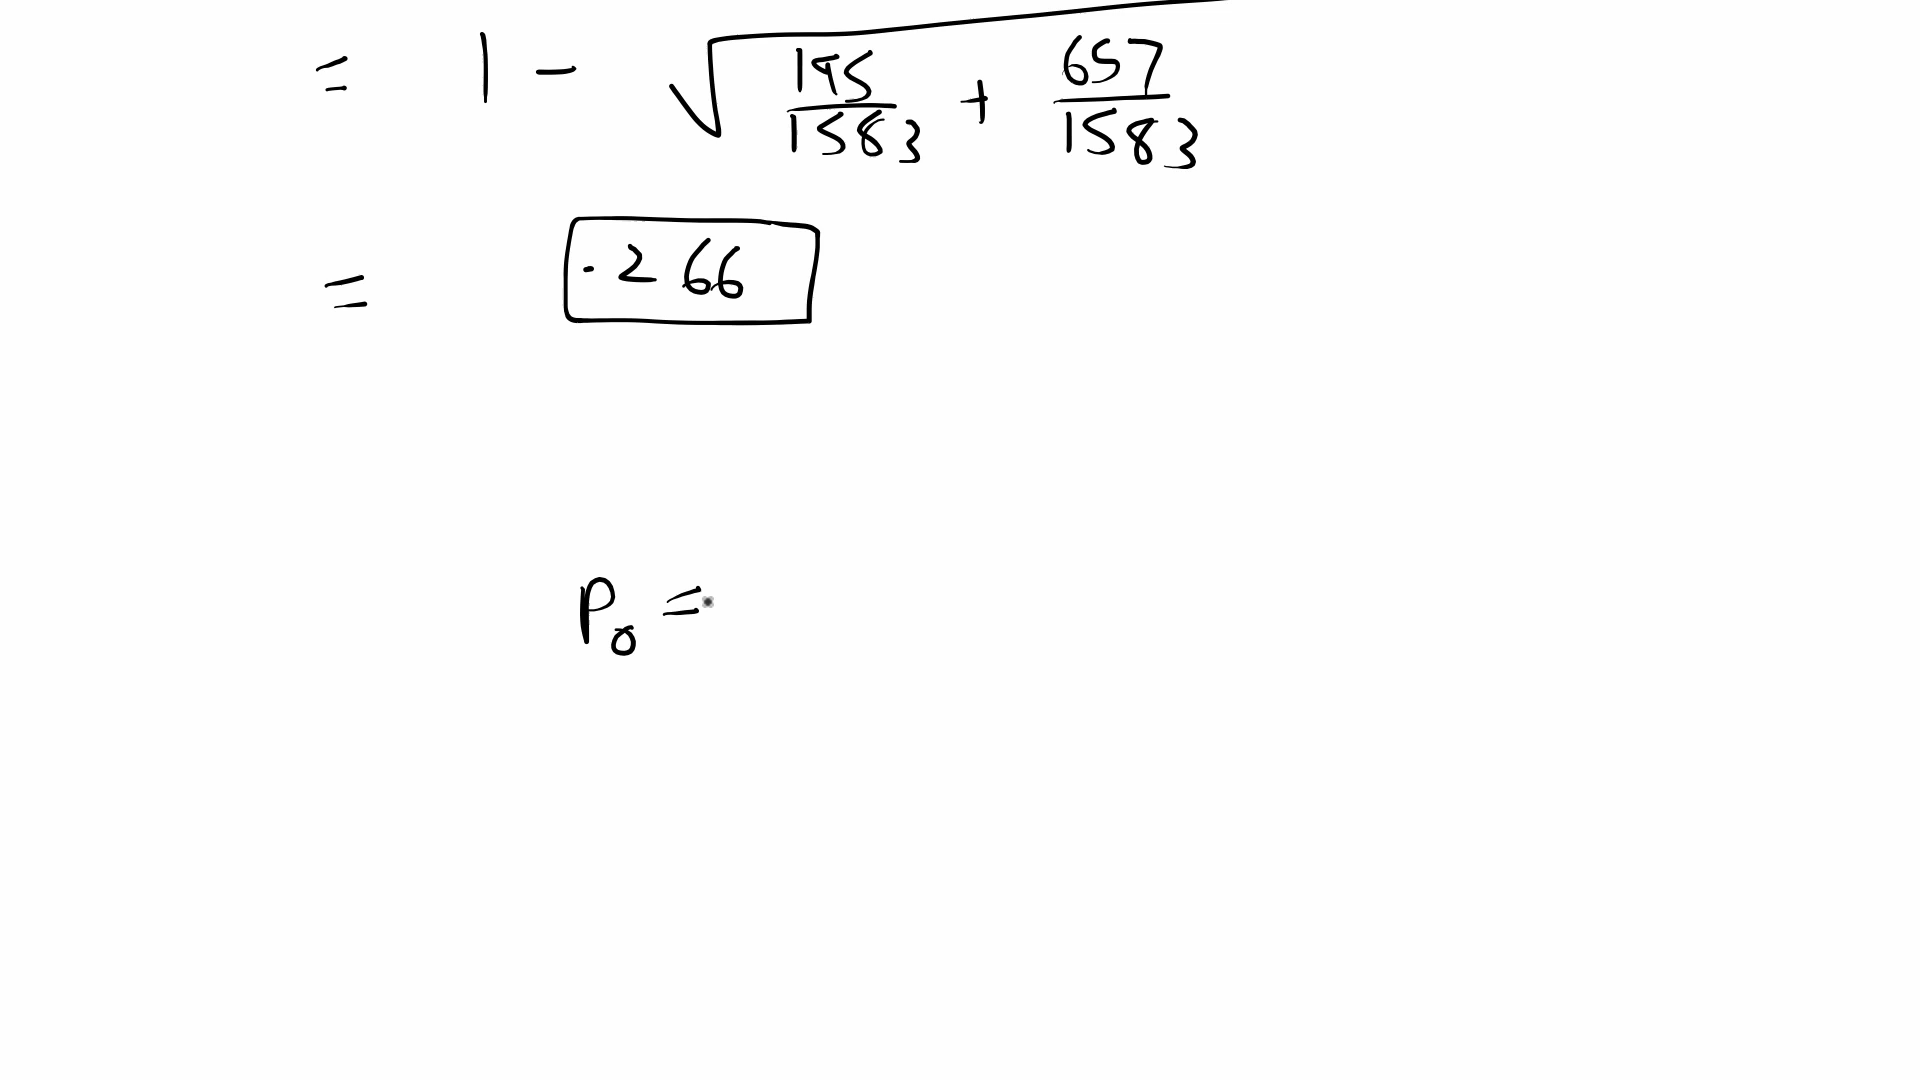 = 1 - √ 195/1583 + 657/1583
= .266
P₀ =